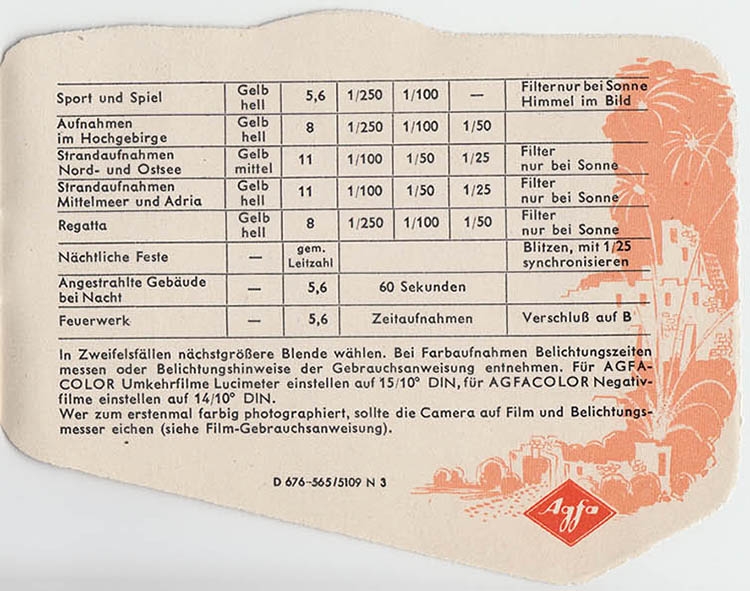 Sport und Spiel Gelb hell 5,6 1/250 1/100 — Filter nur bei Sonne Himmel im Bild
Aufnahmen im Hochgebirge Gelb hell 8 1/250 1/100 1/50
Strandaufnahmen Nord- und Ostsee Gelb mittel 11 1/100 1/50 1/25 Filter nur bei Sonne
Strandaufnahmen Mittelmeer und Adria Gelb hell 11 1/100 1/50 1/25 Filter nur bei Sonne
Regatta Gelb hell 8 1/250 1/100 1/50 Filter nur bei Sonne
Nächtliche Feste — gem. Leitzahl Blitzen, mit 1/25 synchronisieren
Angestrahlte Gebäude bei Nacht — 5,6 60 Sekunden
Feuerwerk — 5,6 Zeitaufnahmen Verschluß auf B
In Zweifelsfällen nächstgrößere Blende wählen. Bei Farbaufnahmen Belichtungszeiten
messen oder Belichtungshinweise der Gebrauchsanweisung entnehmen. Für AGFA-
COLOR Umkehrfilme Lucimeter einstellen auf 15/10° DIN, für AGFACOLOR Negativ-
filme einstellen auf 14/10° DIN.
Wer zum erstenmal farbig photographiert, sollte die Camera auf Film und Belichtungs-
messer eichen (siehe Film-Gebrauchsanweisung).
D 676-565/5109 N 3
Agfa